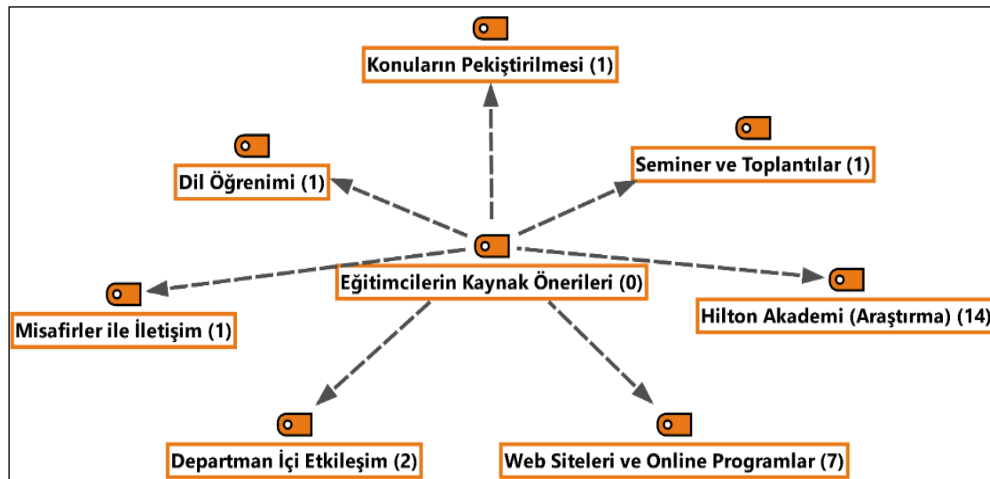 Konuların Pekiştirilmesi (1)
Dil Öğrenimi (1)
Seminer ve Toplantılar (1)
Eğitimcilerin Kaynak Önerileri (0)
Misafirler ile İletişim (1)
Hilton Akademi (Araştırma) (14)
Departman İçi Etkileşim (2)
Web Siteleri ve Online Programlar (7)